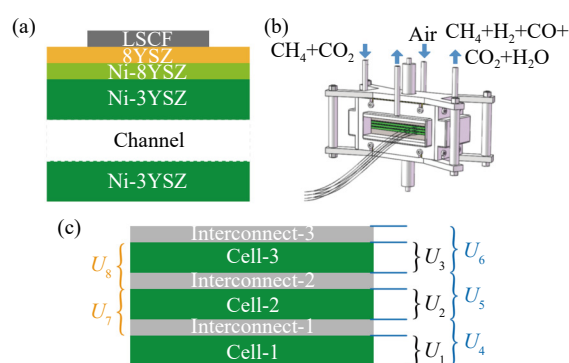 (a)
LSCF
8YSZ
Ni-8YSZ
Ni-3YSZ
Channel
Ni-3YSZ
(b)
CH₄+CO₂
Air
CH₄+H₂+CO+
CO₂+H₂O
(c)
Interconnect-3
Cell-3
Interconnect-2
Cell-2
Interconnect-1
Cell-1
U₈
U₇
U₃
U₂
U₁
U₆
U₅
U₄